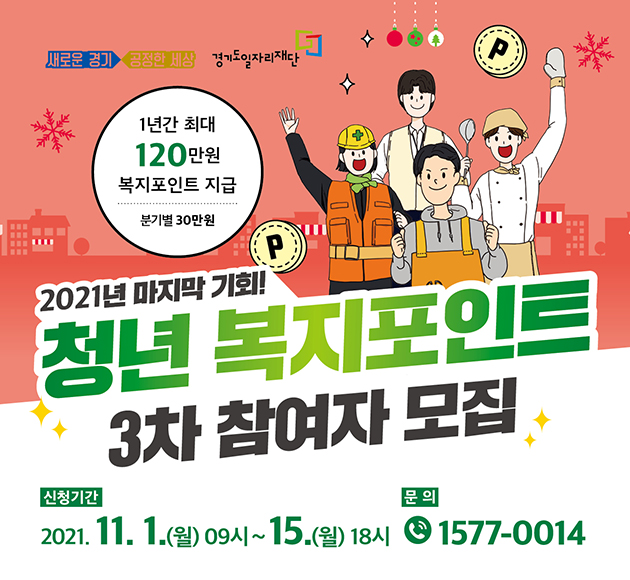 새로운 경기 공정한 세상 경기도일자리재단
1년간 최대
120만원
복지포인트 지급
분기별 30만원
P
P
2021년 마지막 기회!
청년 복지포인트
3차 참여자 모집
신청기간
2021. 11. 1.(월) 09시~15.(월) 18시
문 의
1577-0014